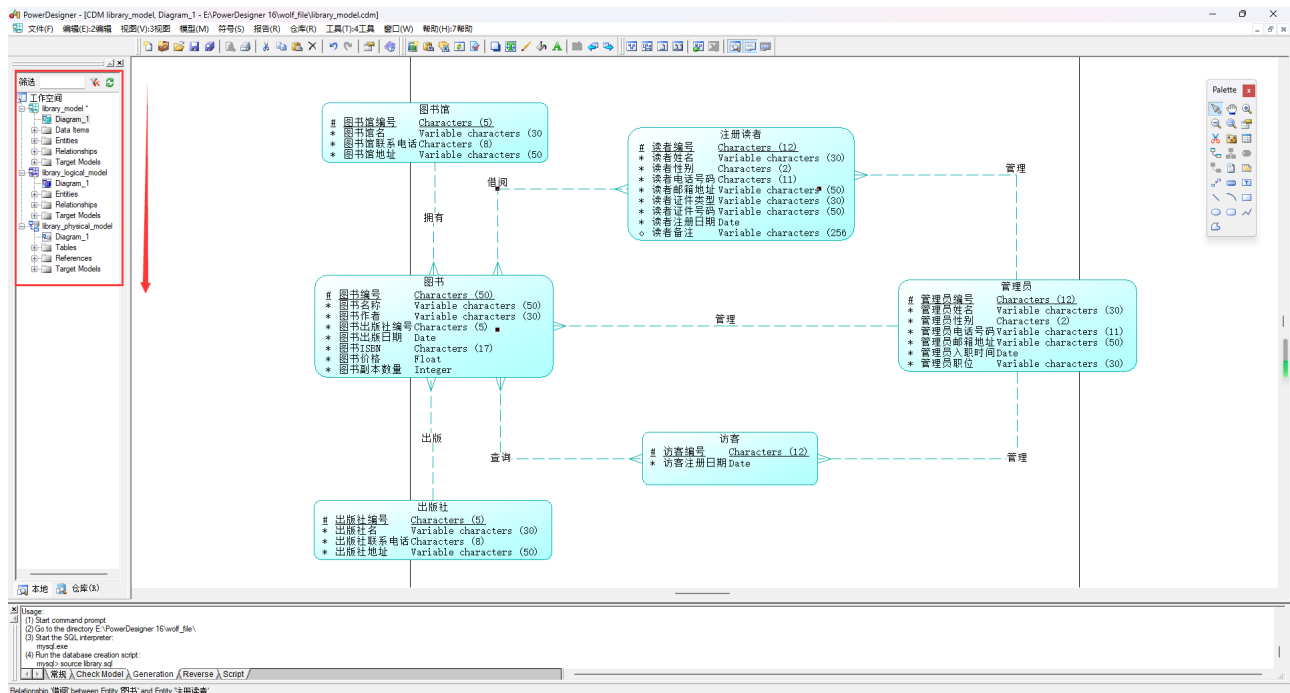 PowerDesigner - [CDM library_model, Diagram_1 - E:\PowerDesigner 16\wolf_file\library_model.cdm]
文件(F) 编辑(E):2编辑 视图(V):3视图 模型(M) 符号(S) 报告(R) 仓库(R) 工具(T):4工具 窗口(W) 帮助(H):7帮助
筛选
工作空间
library_model *
Diagram_1
Data Items
Entities
Relationships
Target Models
library_logical_model
Diagram_1
Entities
Relationships
Target Models
library_physical_model
Diagram_1
Tables
References
Target Models
本地 仓库(R)
图书馆
# 图书馆编号 Characters (5)
* 图书馆名 Variable characters (30
* 图书馆联系电话 Characters (8)
* 图书馆地址 Variable characters (50
注册读者
# 读者编号 Characters (12)
* 读者姓名 Variable characters (30)
* 读者性别 Characters (2)
* 读者电话号码 Characters (11)
* 读者邮箱地址 Variable characters (50)
* 读者证件类型 Variable characters (30)
* 读者证件号码 Variable characters (50)
* 读者注册日期 Date
o 读者备注 Variable characters (256
Palette
管理
借阅
拥有
图书
# 图书编号 Characters (50)
* 图书名称 Variable characters (50)
* 图书作者 Variable characters (30)
* 图书出版社编号 Characters (5)
* 图书出版日期 Date
* 图书ISBN Characters (17)
* 图书价格 Float
* 图书副本数量 Integer
管理
管理员
# 管理员编号 Characters (12)
* 管理员姓名 Variable characters (30)
* 管理员性别 Characters (2)
* 管理员电话号码 Variable characters (11)
* 管理员邮箱地址 Variable characters (50)
* 管理员入职时间 Date
* 管理员职位 Variable characters (30)
出版
查询
访客
# 访客编号 Characters (12)
* 访客注册日期 Date
管理
出版社
# 出版社编号 Characters (5)
* 出版社名 Variable characters (30)
* 出版社联系电话 Characters (8)
* 出版社地址 Variable characters (50)
Usage:
(1) Start command prompt
(2) Go to the directory E:\PowerDesigner 16\wolf_file\
(3) Start the SQL interpreter:
mysql.exe
(4) Run the database creation script:
mysql> source library.sql
常规 Check Model Generation Reverse Script
Relationship '借阅' between Entity '图书' and Entity '注册读者'